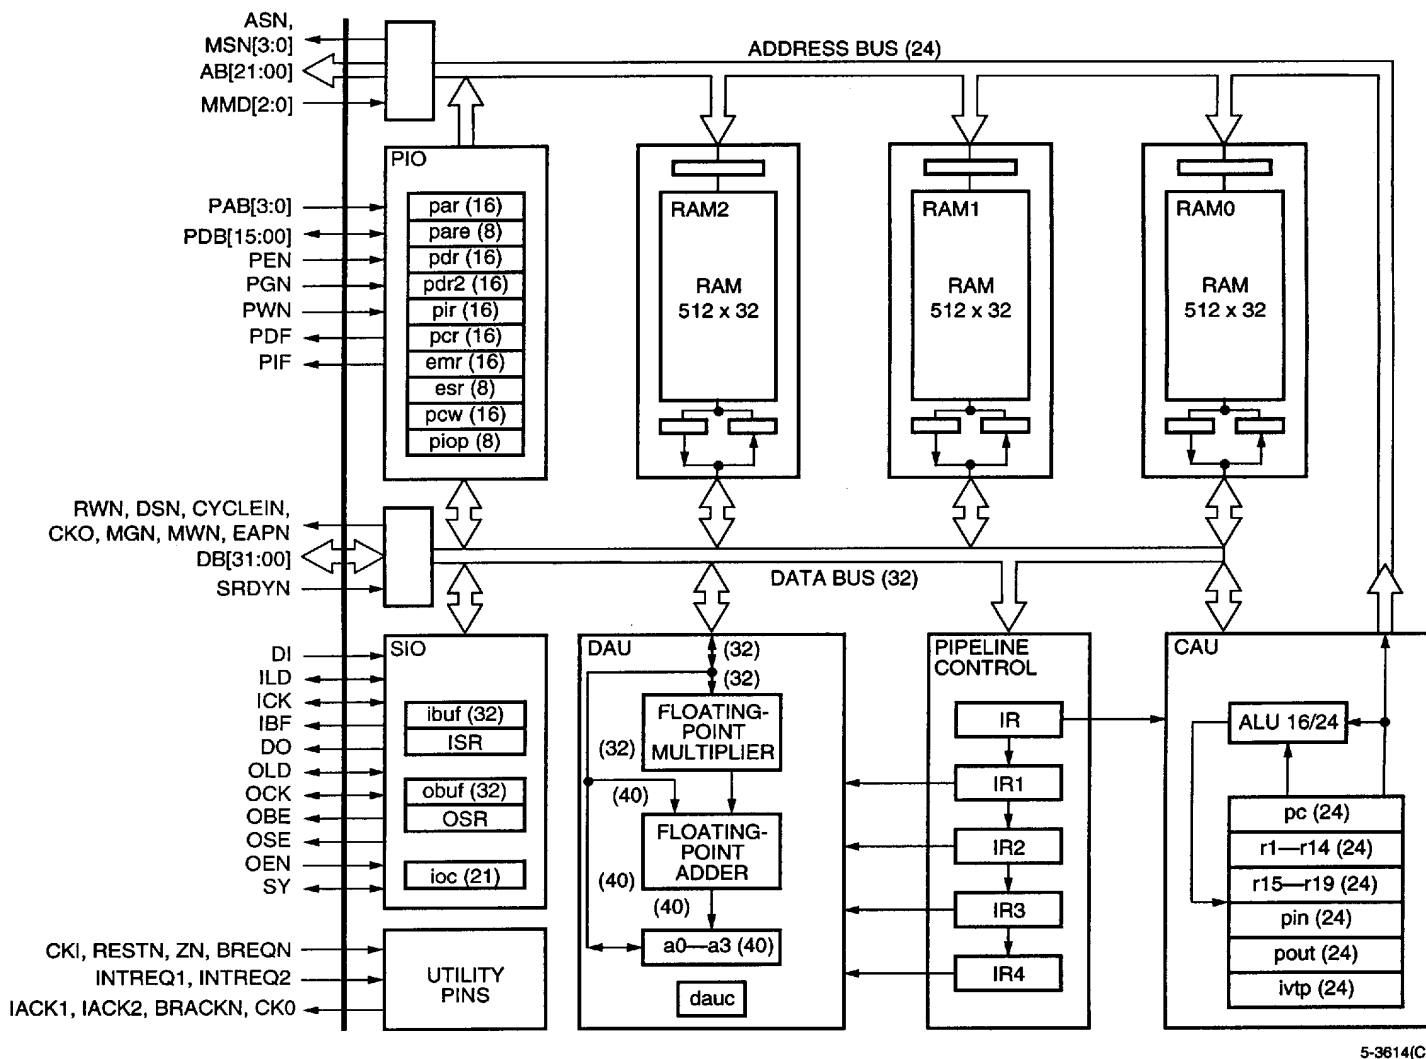 ASN,
MSN[3:0]
AB[21:00]
MMD[2:0]
ADDRESS BUS (24)
PIO
PAB[3:0]
PDB[15:00]
PEN
PGN
PWN
PDF
PIF
par (16)
pare (8)
pdr (16)
pdr2 (16)
pir (16)
pcr (16)
emr (16)
esr (8)
pcw (16)
piop (8)
RAM2
RAM
512 x 32
RAM1
RAM
512 x 32
RAM0
RAM
512 x 32
RWN, DSN, CYCLEIN,
CKO, MGN, MWN, EAPN
DB[31:00]
SRDYN
DATA BUS (32)
SIO
DI
ILD
ICK
IBF
DO
OLD
OCK
OBE
OSE
OEN
SY
ibuf (32)
ISR
obuf (32)
OSR
ioc (21)
DAU
(32)
(32)
FLOATING-
POINT
MULTIPLIER
(32)
(40)
FLOATING-
POINT
ADDER
(40)
(40)
a0—a3 (40)
dauc
PIPELINE
CONTROL
IR
IR1
IR2
IR3
IR4
CAU
ALU 16/24
pc (24)
r1—r14 (24)
r15—r19 (24)
pin (24)
pout (24)
ivtp (24)
CKI, RESTN, ZN, BREQN
INTREQ1, INTREQ2
IACK1, IACK2, BRACKN, CK0
UTILITY
PINS
5-3614(C